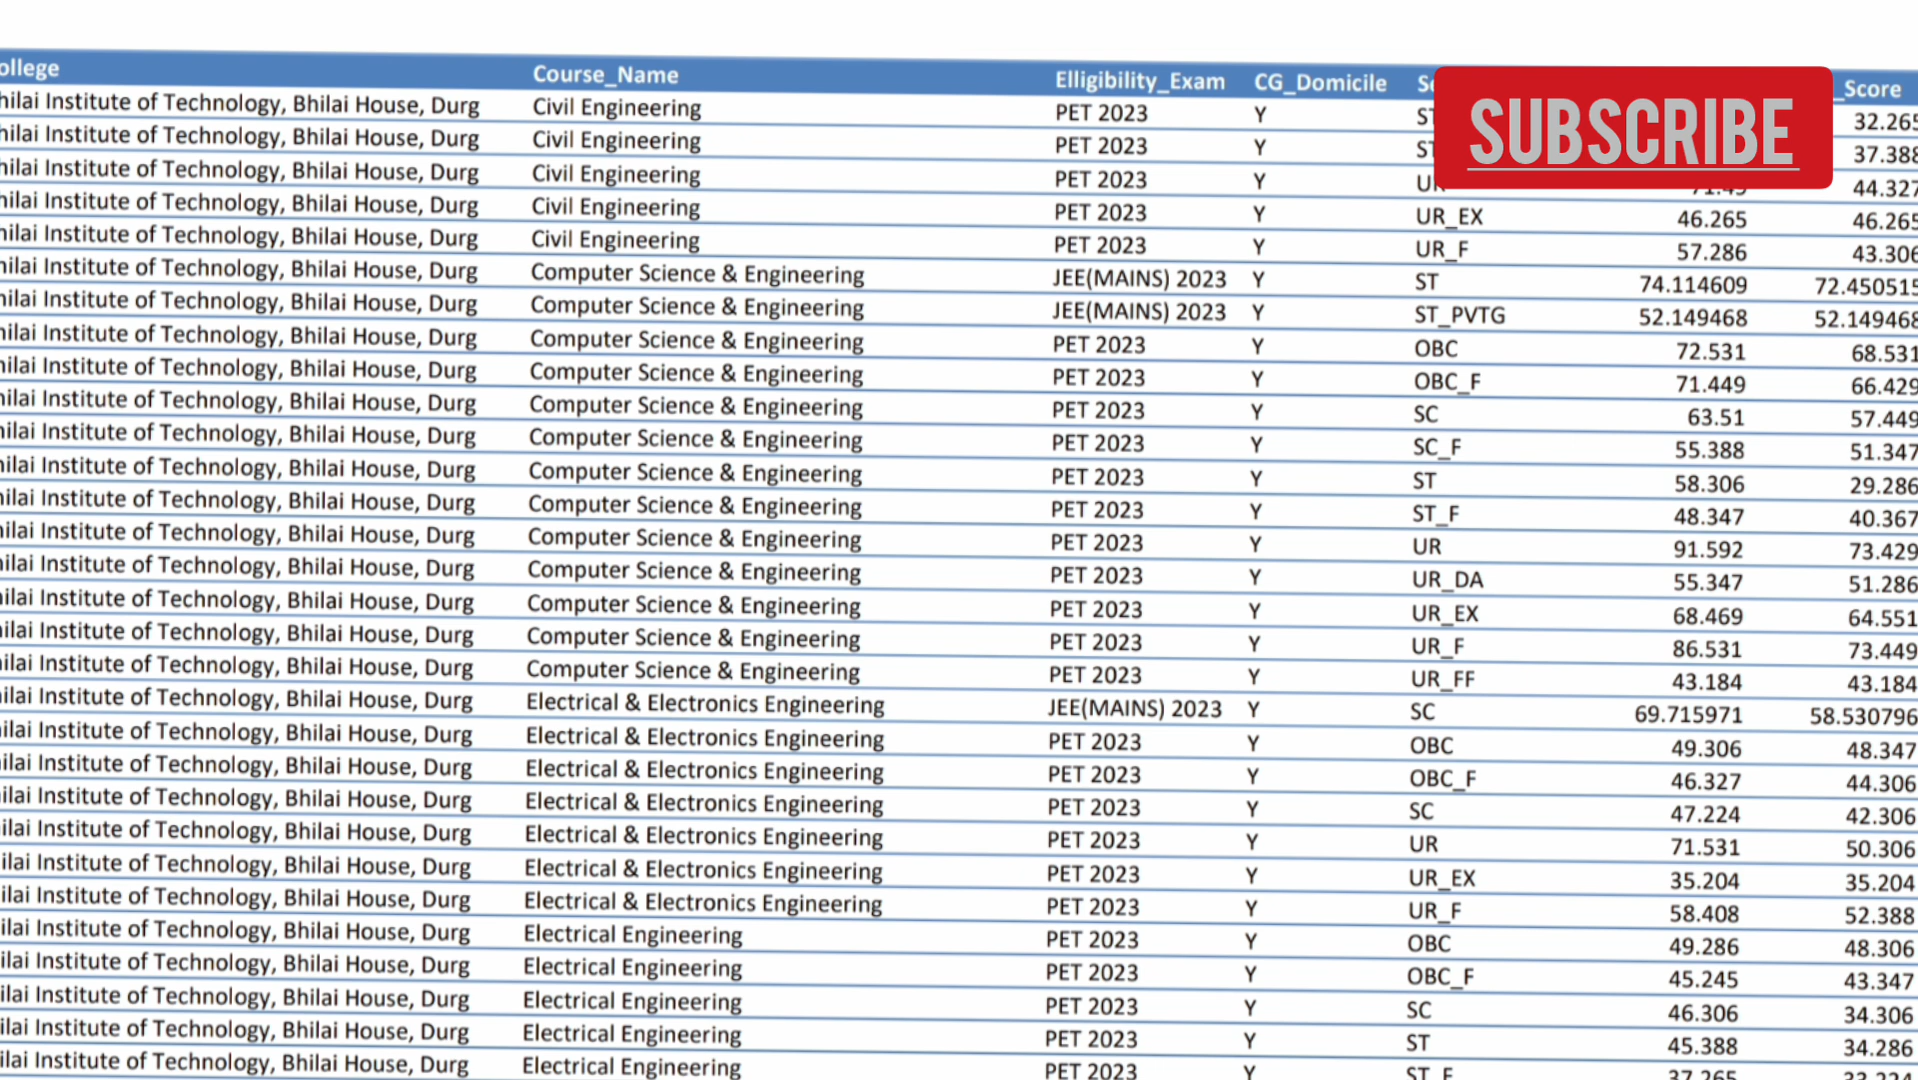 ollege Course_Name Elligibility_Exam CG_Domicile _Score
SUBSCRIBE
hilai Institute of Technology, Bhilai House, Durg Civil Engineering PET 2023 Y ST 32.265
hilai Institute of Technology, Bhilai House, Durg Civil Engineering PET 2023 Y ST 37.388
hilai Institute of Technology, Bhilai House, Durg Civil Engineering PET 2023 Y UR 71.45 44.327
hilai Institute of Technology, Bhilai House, Durg Civil Engineering PET 2023 Y UR_EX 46.265 46.265
hilai Institute of Technology, Bhilai House, Durg Civil Engineering PET 2023 Y UR_F 57.286 43.306
hilai Institute of Technology, Bhilai House, Durg Computer Science & Engineering JEE(MAINS) 2023 Y ST 74.114609 72.450515
hilai Institute of Technology, Bhilai House, Durg Computer Science & Engineering JEE(MAINS) 2023 Y ST_PVTG 52.149468 52.149468
hilai Institute of Technology, Bhilai House, Durg Computer Science & Engineering PET 2023 Y OBC 72.531 68.531
hilai Institute of Technology, Bhilai House, Durg Computer Science & Engineering PET 2023 Y OBC_F 71.449 66.429
hilai Institute of Technology, Bhilai House, Durg Computer Science & Engineering PET 2023 Y SC 63.51 57.449
hilai Institute of Technology, Bhilai House, Durg Computer Science & Engineering PET 2023 Y SC_F 55.388 51.347
hilai Institute of Technology, Bhilai House, Durg Computer Science & Engineering PET 2023 Y ST 58.306 29.286
hilai Institute of Technology, Bhilai House, Durg Computer Science & Engineering PET 2023 Y ST_F 48.347 40.367
hilai Institute of Technology, Bhilai House, Durg Computer Science & Engineering PET 2023 Y UR 91.592 73.429
hilai Institute of Technology, Bhilai House, Durg Computer Science & Engineering PET 2023 Y UR_DA 55.347 51.286
ilai Institute of Technology, Bhilai House, Durg Computer Science & Engineering PET 2023 Y UR_EX 68.469 64.551
ilai Institute of Technology, Bhilai House, Durg Computer Science & Engineering PET 2023 Y UR_F 86.531 73.449
ilai Institute of Technology, Bhilai House, Durg Computer Science & Engineering PET 2023 Y UR_FF 43.184 43.184
ilai Institute of Technology, Bhilai House, Durg Electrical & Electronics Engineering JEE(MAINS) 2023 Y SC 69.715971 58.530796
ilai Institute of Technology, Bhilai House, Durg Electrical & Electronics Engineering PET 2023 Y OBC 49.306 48.347
ilai Institute of Technology, Bhilai House, Durg Electrical & Electronics Engineering PET 2023 Y OBC_F 46.327 44.306
ilai Institute of Technology, Bhilai House, Durg Electrical & Electronics Engineering PET 2023 Y SC 47.224 42.306
ilai Institute of Technology, Bhilai House, Durg Electrical & Electronics Engineering PET 2023 Y UR 71.531 50.306
ilai Institute of Technology, Bhilai House, Durg Electrical & Electronics Engineering PET 2023 Y UR_EX 35.204 35.204
ilai Institute of Technology, Bhilai House, Durg Electrical & Electronics Engineering PET 2023 Y UR_F 58.408 52.388
ilai Institute of Technology, Bhilai House, Durg Electrical Engineering PET 2023 Y OBC 49.286 48.306
ilai Institute of Technology, Bhilai House, Durg Electrical Engineering PET 2023 Y OBC_F 45.245 43.347
ilai Institute of Technology, Bhilai House, Durg Electrical Engineering PET 2023 Y SC 46.306 34.306
ilai Institute of Technology, Bhilai House, Durg Electrical Engineering PET 2023 Y ST 45.388 34.286
ilai Institute of Technology, Bhilai House, Durg Electrical Engineering PET 2023 Y ST_F 37.265